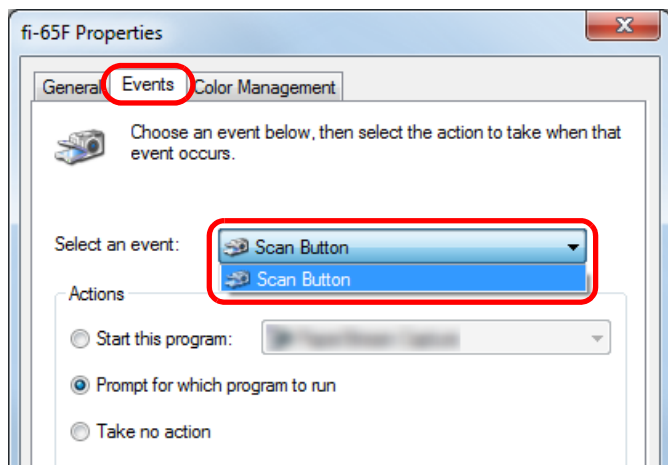 fi-65F Properties
General Events Color Management
Choose an event below, then select the action to take when that
event occurs.
Select an event: Scan Button
Scan Button
Actions
Start this program:
Prompt for which program to run
Take no action